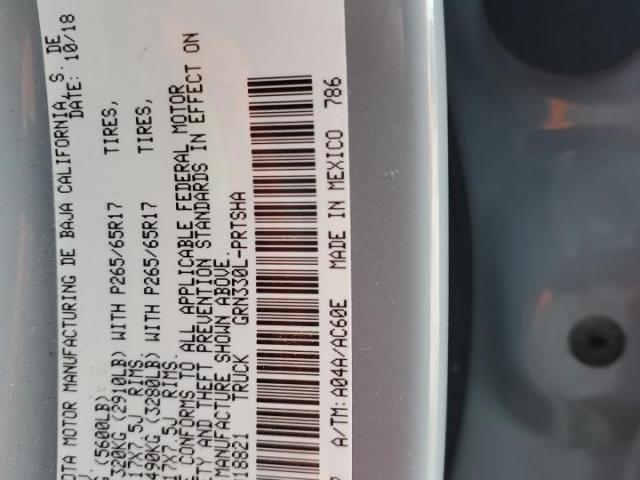 OTA MOTOR MANUFACTURING DE BAJA CALIFORNIA, S. DE
DATE: 10/18
(5600LB)
320KG (2910LB) WITH P265/65R17 TIRES,
17X7.5J RIMS
490KG (3280LB) WITH P265/65R17 TIRES,
17X7.5J RIMS
E CONFORMS TO ALL APPLICABLE FEDERAL MOTOR
ETY AND THEFT PREVENTION STANDARDS IN EFFECT ON
MANUFACTURE SHOWN ABOVE.
18821 TRUCK GRN330L-PRTSHA
A/TM: A04A/AC60E MADE IN MEXICO 786